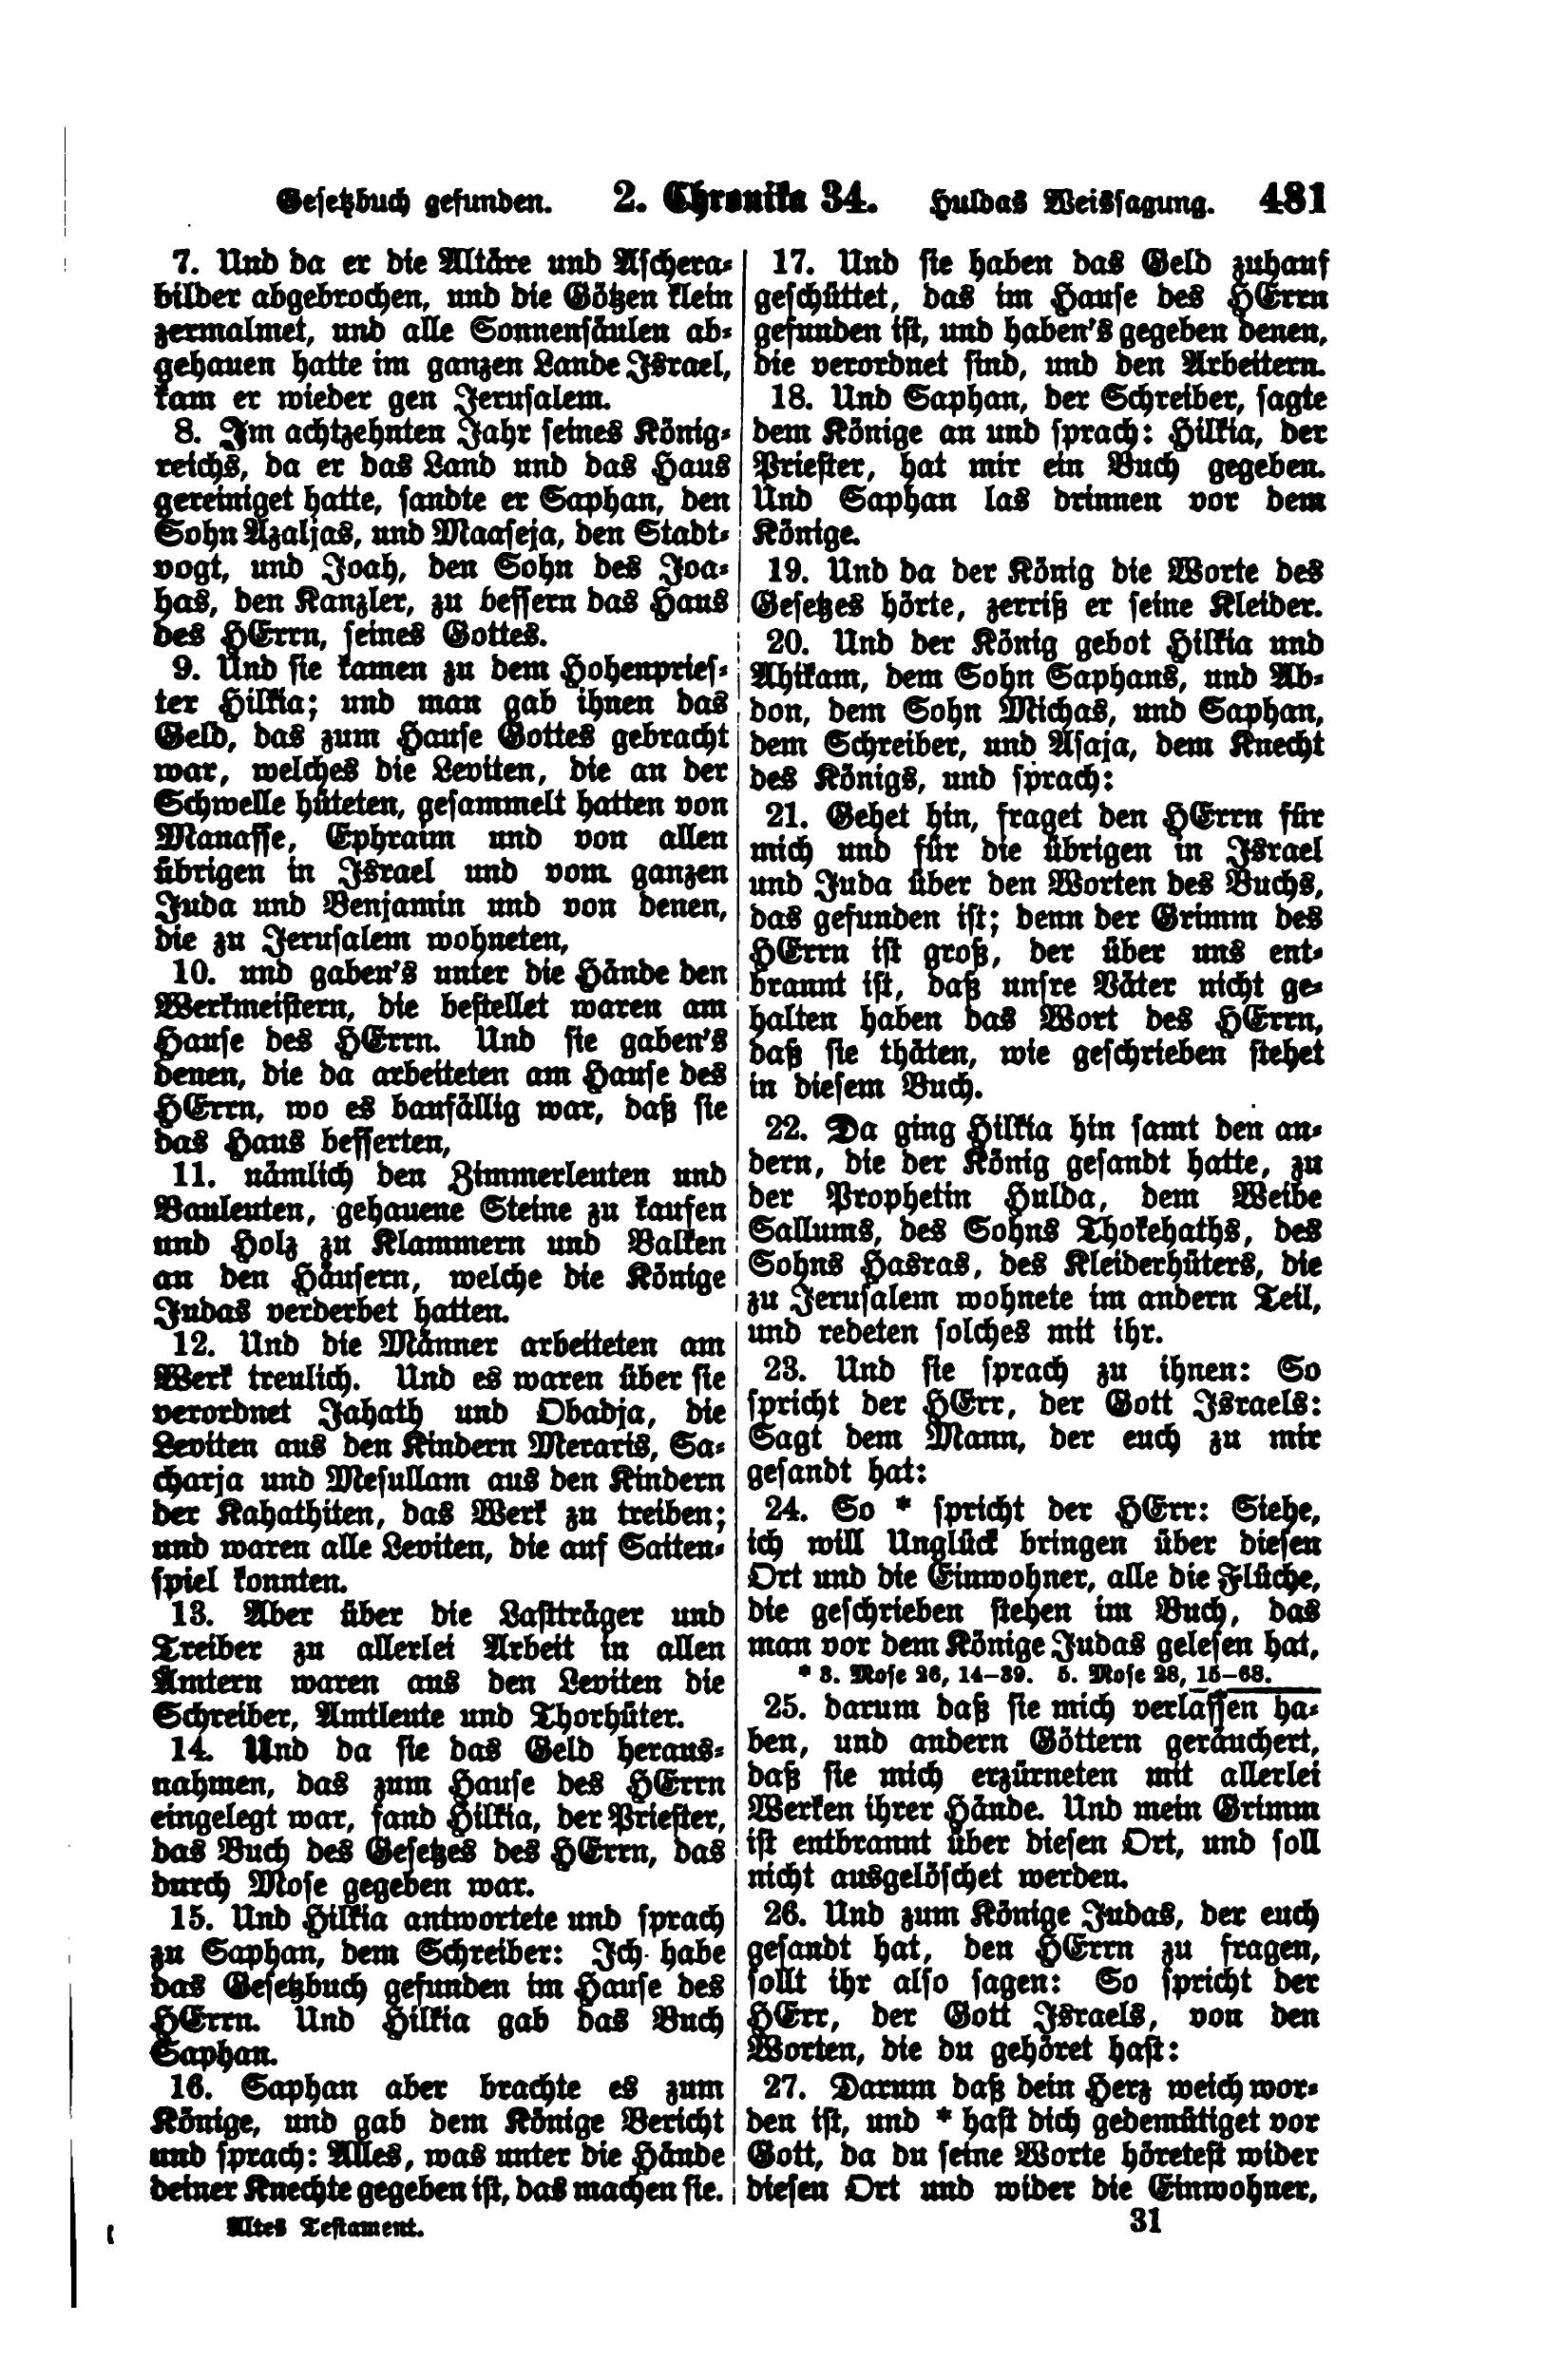 Gesetzbuch gefunden. 2. Chronika 34. Huldas Weissagung. 481
7. Und da er die Altäre und Aschera-
bilder abgebrochen, und die Götzen klein
zermalmet, und alle Sonnensäulen ab-
gehauen hatte im ganzen Lande Israel,
kam er wieder gen Jerusalem.
8. Im achtzehnten Jahr seines König-
reichs, da er das Land und das Haus
gereiniget hatte, sandte er Saphan, den
Sohn Azaljas, und Maaseja, den Stadt-
vogt, und Joah, den Sohn des Joa-
has, den Kanzler, zu bessern das Haus
des HErrn, seines Gottes.
9. Und sie kamen zu dem Hohenpries-
ter Hilkia; und man gab ihnen das
Geld, das zum Hause Gottes gebracht
war, welches die Leviten, die an der
Schwelle hüteten, gesammelt hatten von
Manasse, Ephraim und von allen
übrigen in Israel und vom ganzen
Juda und Benjamin und von denen,
die zu Jerusalem wohneten,
10. und gaben's unter die Hände den
Werkmeistern, die bestellet waren am
Hause des HErrn. Und sie gaben's
denen, die da arbeiteten am Hause des
HErrn, wo es baufällig war, daß sie
das Haus besserten,
11. nämlich den Zimmerleuten und
Bauleuten, gehauene Steine zu kaufen
und Holz zu Klammern und Balken
an den Häusern, welche die Könige
Judas verderbet hatten.
12. Und die Männer arbeiteten am
Werk treulich. Und es waren über sie
verordnet Jahath und Obadja, die
Leviten aus den Kindern Meraris, Sa-
charja und Mesullam aus den Kindern
der Kahathiten, das Werk zu treiben;
und waren alle Leviten, die auf Saiten-
spiel konnten.
13. Aber über die Lastträger und
Treiber zu allerlei Arbeit in allen
Ämtern waren aus den Leviten die
Schreiber, Amtleute und Thorhüter.
14. Und da sie das Geld heraus-
nahmen, das zum Hause des HErrn
eingelegt war, fand Hilkia, der Priester,
das Buch des Gesetzes des HErrn, das
durch Mose gegeben war.
15. Und Hilkia antwortete und sprach
zu Saphan, dem Schreiber: Ich habe
das Gesetzbuch gefunden im Hause des
HErrn. Und Hilkia gab das Buch
Saphan.
16. Saphan aber brachte es zum
Könige, und gab dem Könige Bericht
und sprach: Alles, was unter die Hände
deiner Knechte gegeben ist, das machen sie.
17. Und sie haben das Geld zuhauf
geschüttet, das im Hause des HErrn
gefunden ist, und haben's gegeben denen,
die verordnet sind, und den Arbeitern.
18. Und Saphan, der Schreiber, sagte
dem Könige an und sprach: Hilkia, der
Priester, hat mir ein Buch gegeben.
Und Saphan las drinnen vor dem
Könige.
19. Und da der König die Worte des
Gesetzes hörte, zerriß er seine Kleider.
20. Und der König gebot Hilkia und
Ahikam, dem Sohn Saphans, und Ab-
don, dem Sohn Michas, und Saphan,
dem Schreiber, und Asaja, dem Knecht
des Königs, und sprach:
21. Gehet hin, fraget den HErrn für
mich und für die übrigen in Israel
und Juda über den Worten des Buchs,
das gefunden ist; denn der Grimm des
HErrn ist groß, der über uns ent-
brannt ist, daß unsre Väter nicht ge-
halten haben das Wort des HErrn,
daß sie thäten, wie geschrieben stehet
in diesem Buch.
22. Da ging Hilkia hin samt den an-
dern, die der König gesandt hatte, zu
der Prophetin Hulda, dem Weibe
Sallums, des Sohns Thokehaths, des
Sohns Hasras, des Kleiderhüters, die
zu Jerusalem wohnete im andern Teil,
und redeten solches mit ihr.
23. Und sie sprach zu ihnen: So
spricht der HErr, der Gott Israels:
Sagt dem Mann, der euch zu mir
gesandt hat:
24. So * spricht der HErr: Siehe,
ich will Unglück bringen über diesen
Ort und die Einwohner, alle die Flüche,
die geschrieben stehen im Buch, das
man vor dem Könige Judas gelesen hat,
* 3. Mose 26, 14–39. 5. Mose 28, 15–68.
25. darum daß sie mich verlassen ha-
ben, und andern Göttern geräuchert,
daß sie mich erzürneten mit allerlei
Werken ihrer Hände. Und mein Grimm
ist entbrannt über diesen Ort, und soll
nicht ausgelöschet werden.
26. Und zum Könige Judas, der euch
gesandt hat, den HErrn zu fragen,
sollt ihr also sagen: So spricht der
HErr, der Gott Israels, von den
Worten, die du gehöret hast:
27. Darum daß dein Herz weich wor-
den ist, und * hast dich gedemütiget vor
Gott, da du seine Worte höretest wider
diesen Ort und wider die Einwohner,
Altes Testament. 31